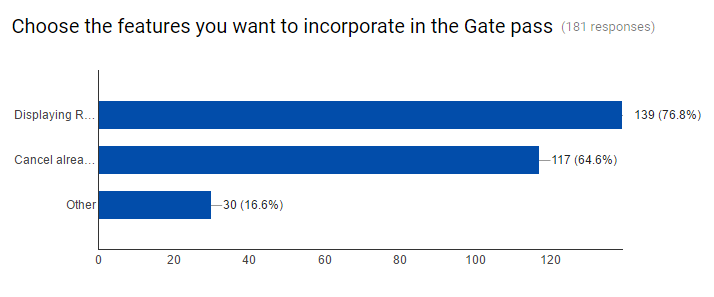 Choose the features you want to incorporate in the Gate pass (181 responses)
Displaying R... 139 (76.8%)
Cancel alrea... 117 (64.6%)
Other 30 (16.6%)
0 20 40 60 80 100 120